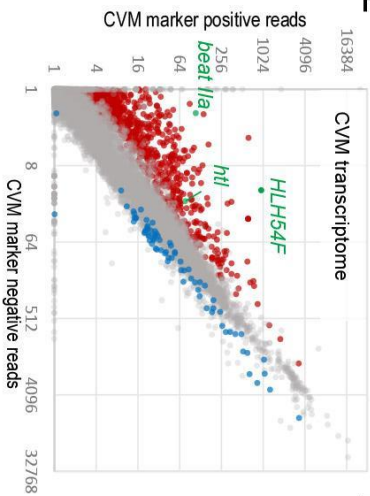 CVM marker positive reads
16384
4096
1024
256
64
16
4
1
CVM transcriptome
HLH54F
beat IIa
htl
1
8
64
512
4096
32768
CVM marker negative reads